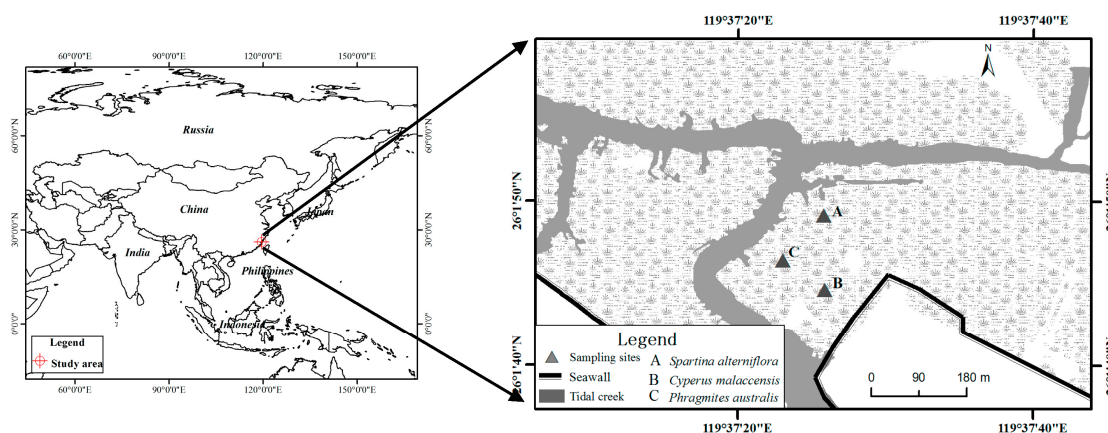 60°0'0"E 90°0'0"E 120°0'0"E 150°0'0"E
60°0'0"N
30°0'0"N
0°0'0"
Russia
China
Japan
India
Philippines
Indonesia
Legend
Study area
60°0'0"E 90°0'0"E 120°0'0"E 150°0'0"E
60°0'0"N
30°0'0"N
0°0'0"
119°37'20"E 119°37'40"E
N
26°1'50"N
26°1'40"N
A
C
B
Legend
Sampling sites A Spartina alterniflora
Seawall B Cyperus malaccensis
Tidal creek C Phragmites australis
0 90 180 m
119°37'20"E 119°37'40"E